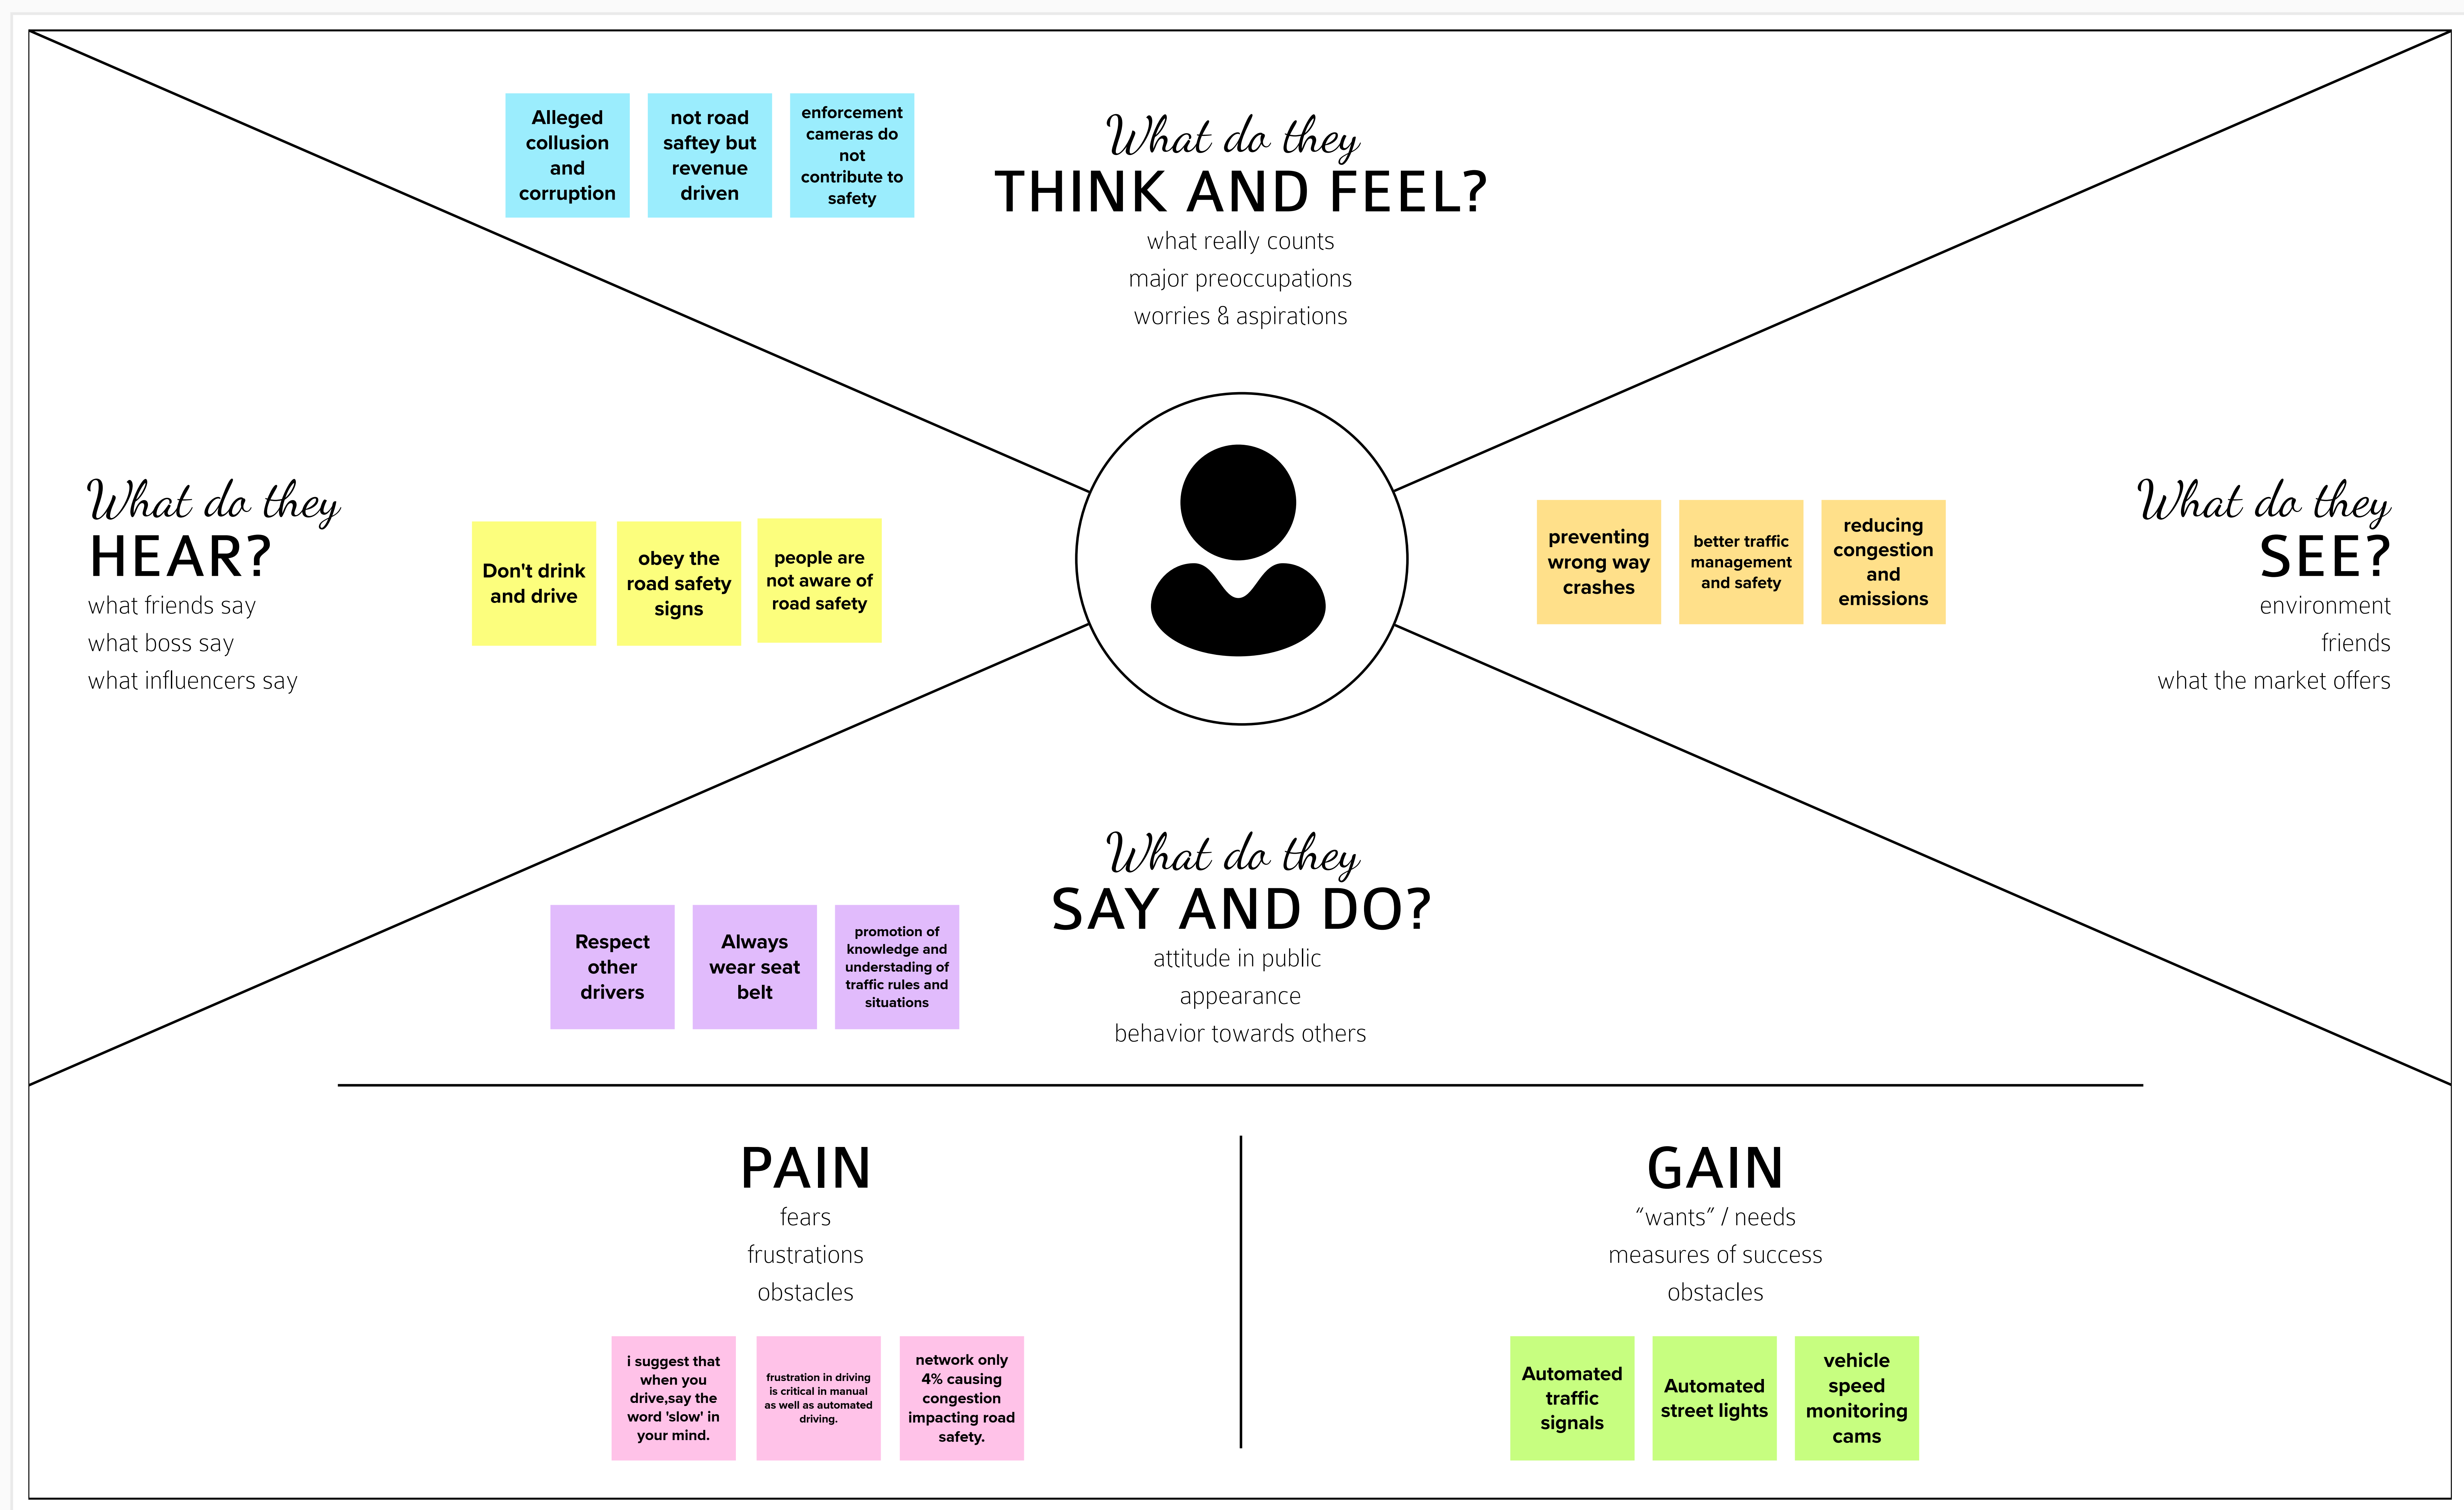 Alleged
collusion
and
corruption
not road
saftey but
revenue
driven
enforcement
cameras do
not
contribute to
safety
What do they
THINK AND FEEL?
what really counts
major preoccupations
worries & aspirations
What do they
HEAR?
what friends say
what boss say
what influencers say
Don't drink
and drive
obey the
road safety
signs
people are
not aware of
road safety
preventing
wrong way
crashes
better traffic
management
and safety
reducing
congestion
and
emissions
What do they
SEE?
environment
friends
what the market offers
Respect
other
drivers
Always
wear seat
belt
promotion of
knowledge and
understading of
traffic rules and
situations
What do they
SAY AND DO?
attitude in public
appearance
behavior towards others
PAIN
fears
frustrations
obstacles
i suggest that
when you
drive,say the
word 'slow' in
your mind.
frustration in driving
is critical in manual
as well as automated
driving.
network only
4% causing
congestion
impacting road
safety.
GAIN
“wants” / needs
measures of success
obstacles
Automated
traffic
signals
Automated
street lights
vehicle
speed
monitoring
cams